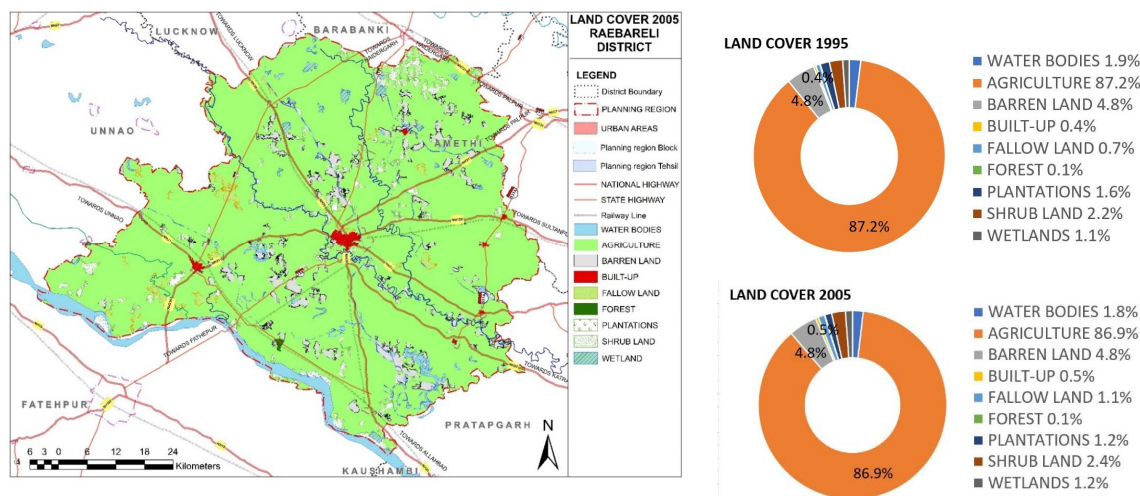 LAND COVER 2005
RAEBARELI
DISTRICT
LEGEND
District Boundary
PLANNING REGION
URBAN AREAS
Planning region Block
Planning region Tehsil
NATIONAL HIGHWAY
STATE HIGHWAY
Railway Line
WATER BODIES
AGRICULTURE
BARREN LAND
BUILT-UP
FALLOW LAND
FOREST
PLANTATIONS
SHRUB LAND
WETLAND
LUCKNOW
BARABANKI
UNNAO
AMETHI
FATEHPUR
PRATAPGARH
KAUSHAMBI
TOWARDS LUCKNOW
TOWARDS UNNAO
TOWARDS FATEHPUR
TOWARDS SULTANPU
TOWARDS ALLAHBAD
N
6 3 0 6 12 18 24
Kilometers
LAND COVER 1995
0.4%
4.8%
87.2%
WATER BODIES 1.9%
AGRICULTURE 87.2%
BARREN LAND 4.8%
BUILT-UP 0.4%
FALLOW LAND 0.7%
FOREST 0.1%
PLANTATIONS 1.6%
SHRUB LAND 2.2%
WETLANDS 1.1%
LAND COVER 2005
0.5%
4.8%
86.9%
WATER BODIES 1.8%
AGRICULTURE 86.9%
BARREN LAND 4.8%
BUILT-UP 0.5%
FALLOW LAND 1.1%
FOREST 0.1%
PLANTATIONS 1.2%
SHRUB LAND 2.4%
WETLANDS 1.2%